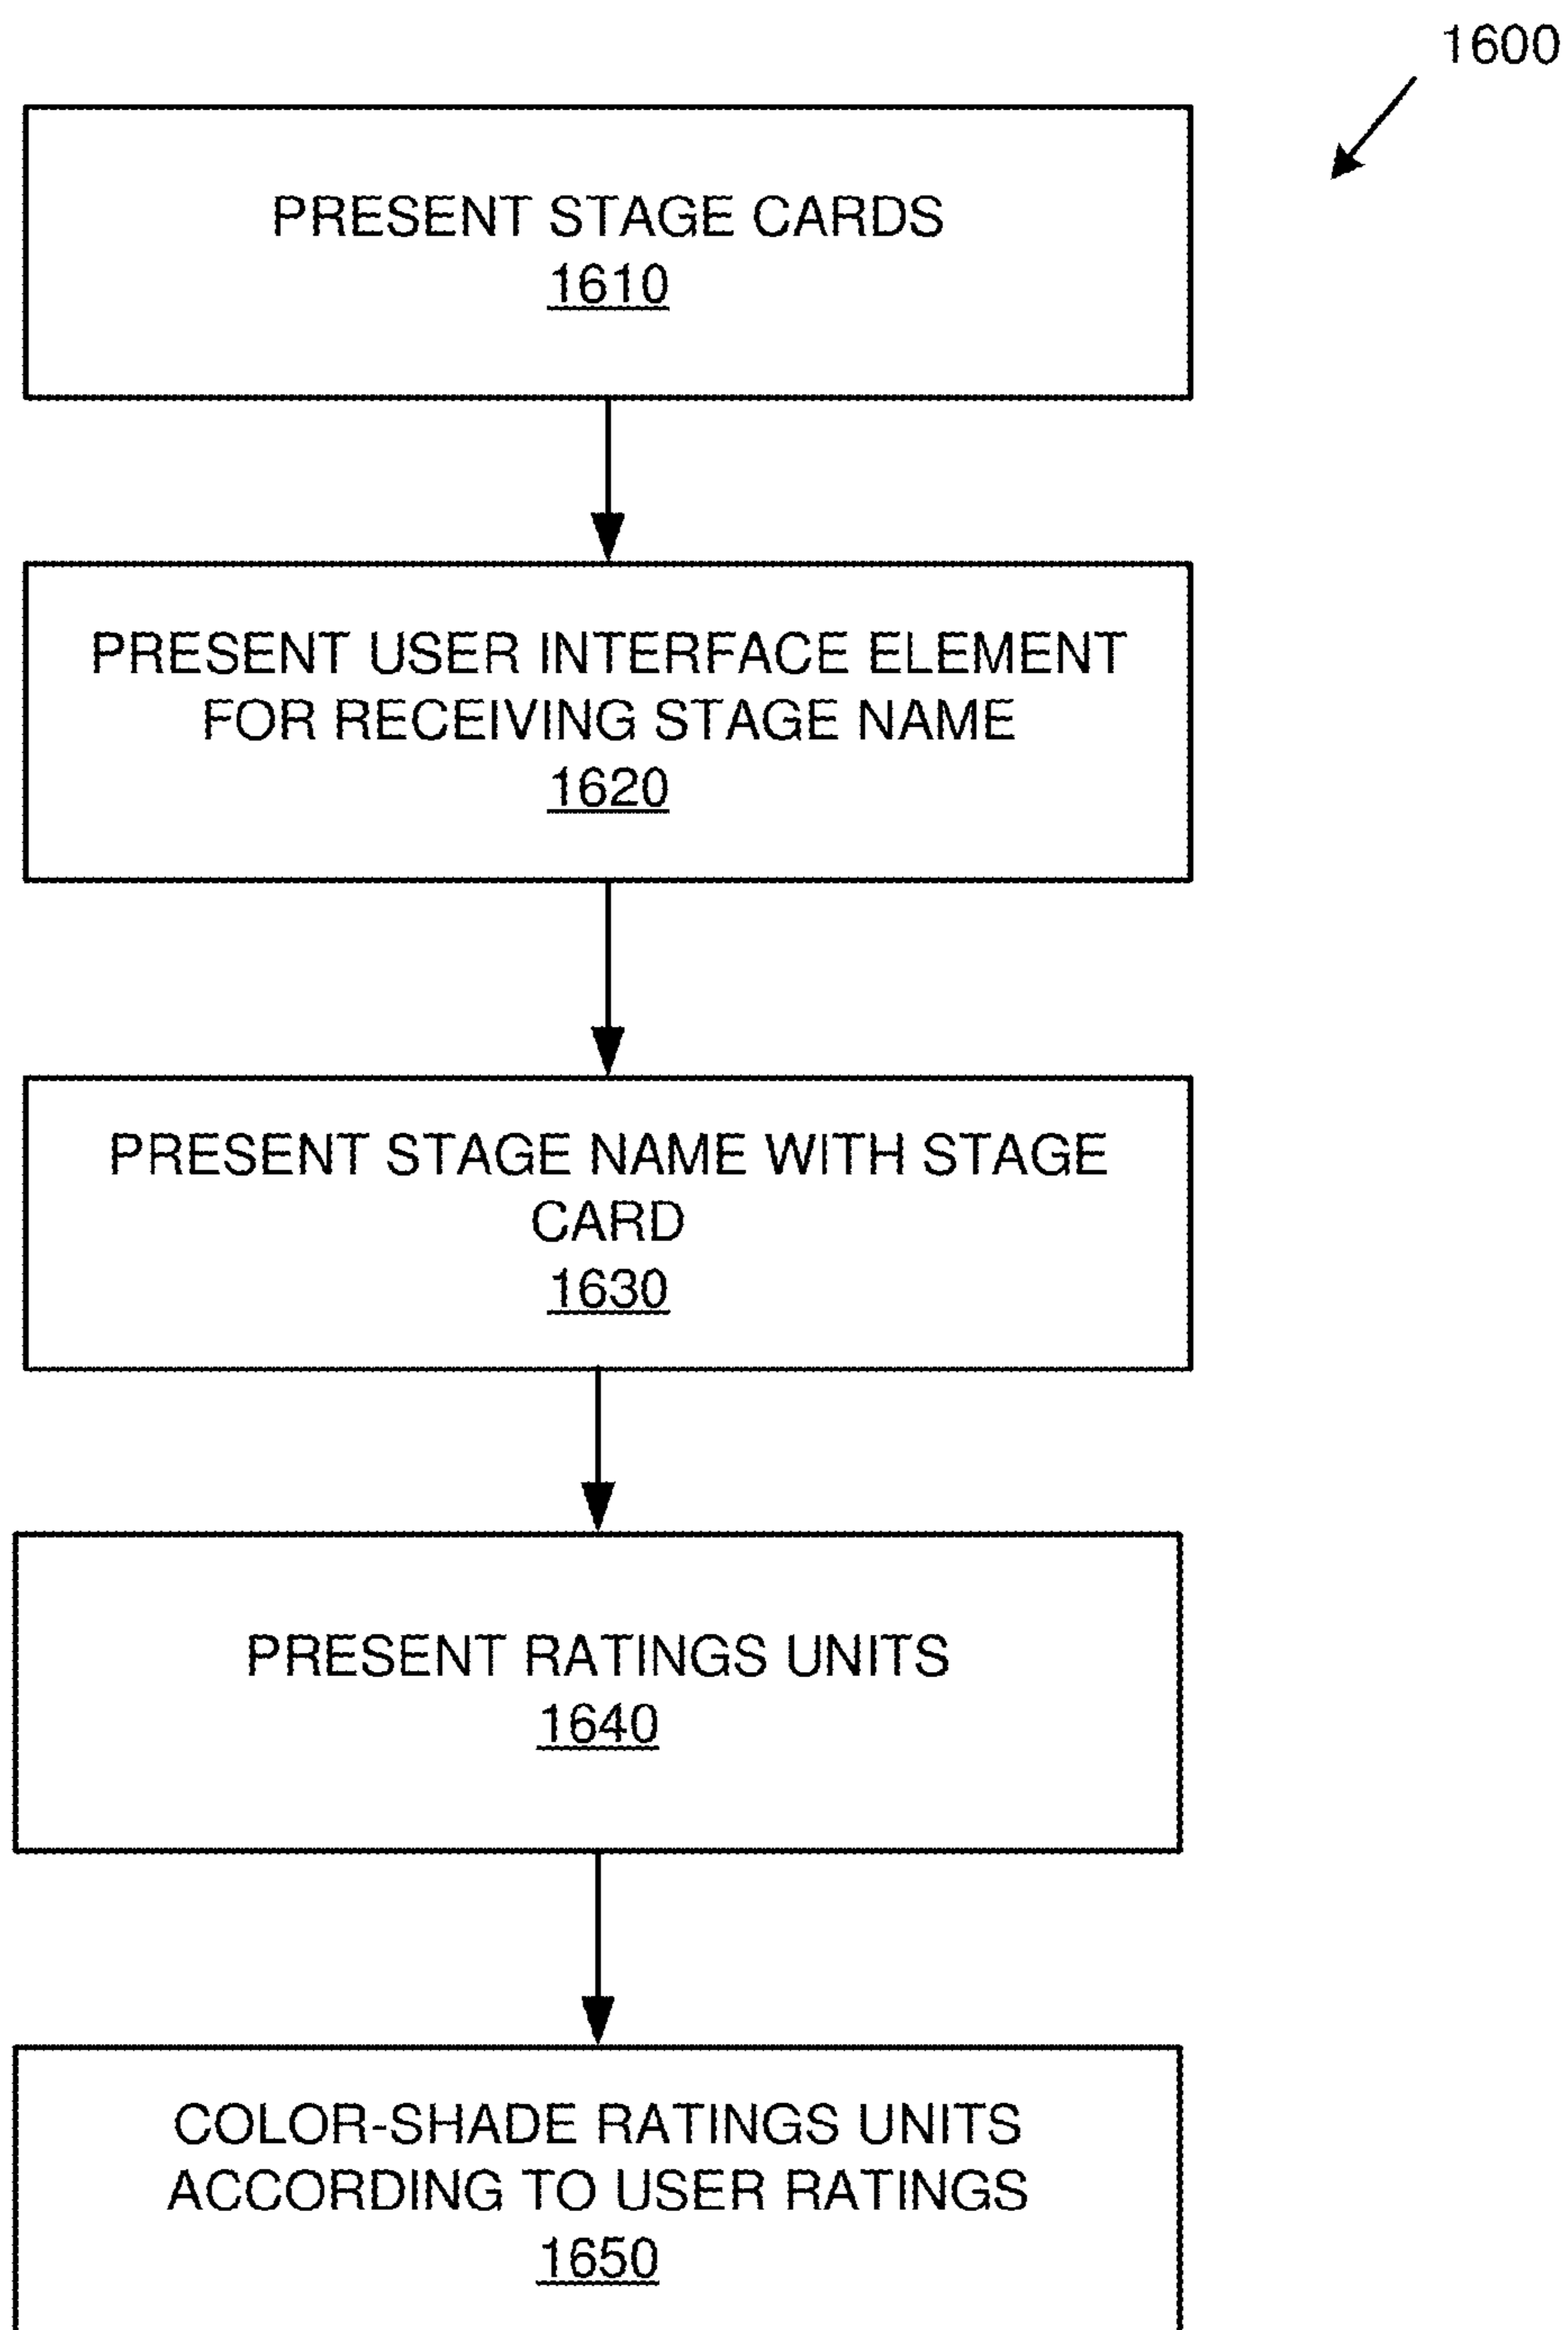 1600
PRESENT STAGE CARDS
1610
PRESENT USER INTERFACE ELEMENT
FOR RECEIVING STAGE NAME
1620
PRESENT STAGE NAME WITH STAGE
CARD
1630
PRESENT RATINGS UNITS
1640
COLOR-SHADE RATINGS UNITS
ACCORDING TO USER RATINGS
1650